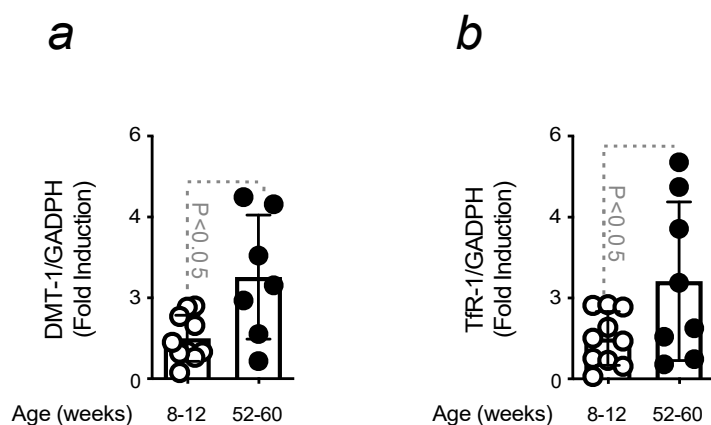 a
b
6
4
3
0
DMT-1/GADPH
(Fold Induction)
P<0.05
Age (weeks) 8-12 52-60
6
4
3
0
TfR-1/GADPH
(Fold Induction)
P<0.05
Age (weeks) 8-12 52-60